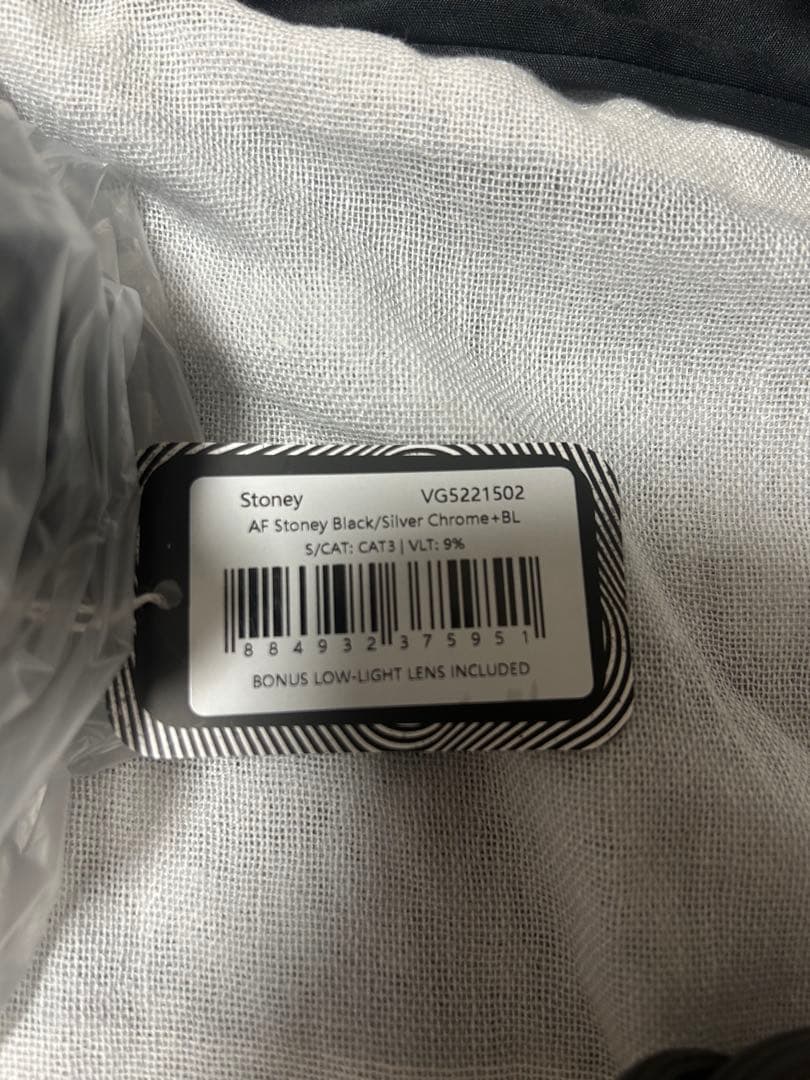 Stoney VG5221502
AF Stoney Black/Silver Chrome+BL
S/CAT: CAT3 | VLT: 9%
8 84932 37595 1
BONUS LOW-LIGHT LENS INCLUDED